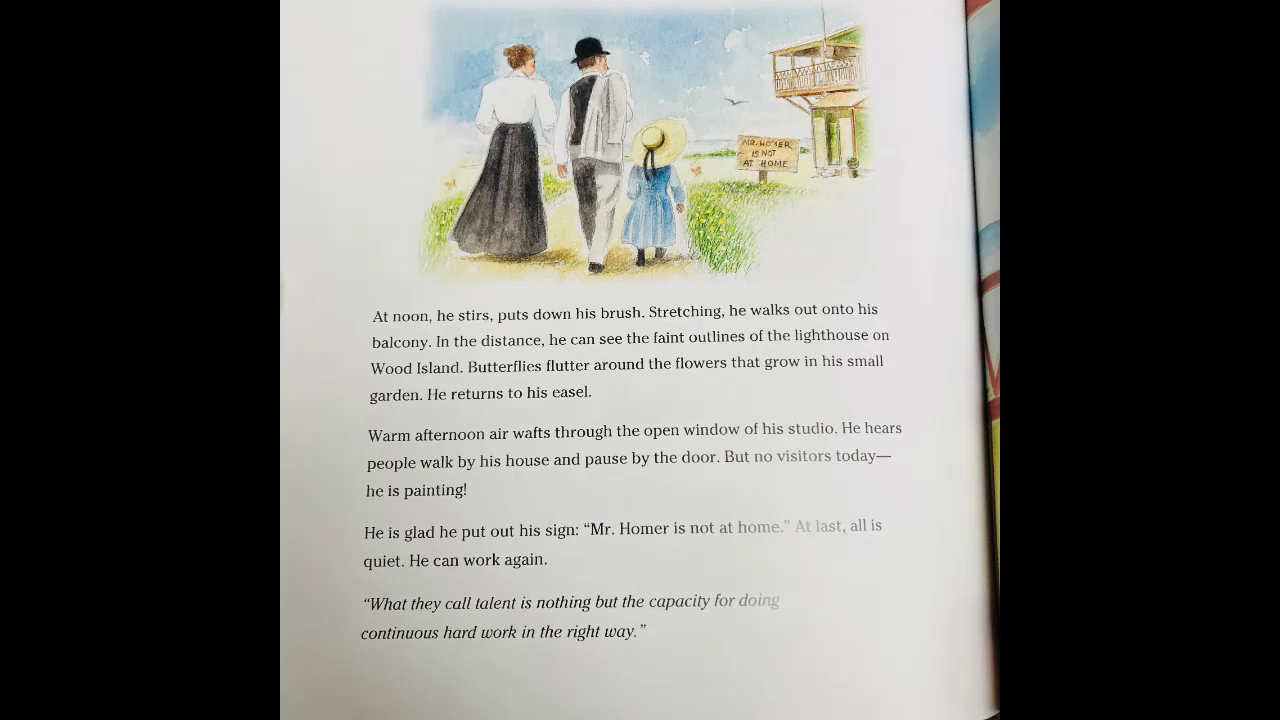 MR. HOMER
IS NOT
AT HOME
At noon, he stirs, puts down his brush. Stretching, he walks out onto his
balcony. In the distance, he can see the faint outlines of the lighthouse on
Wood Island. Butterflies flutter around the flowers that grow in his small
garden. He returns to his easel.
Warm afternoon air wafts through the open window of his studio. He hears
people walk by his house and pause by the door. But no visitors today—
he is painting!
He is glad he put out his sign: “Mr. Homer is not at home.” At last, all is
quiet. He can work again.
“What they call talent is nothing but the capacity for doing
continuous hard work in the right way.”